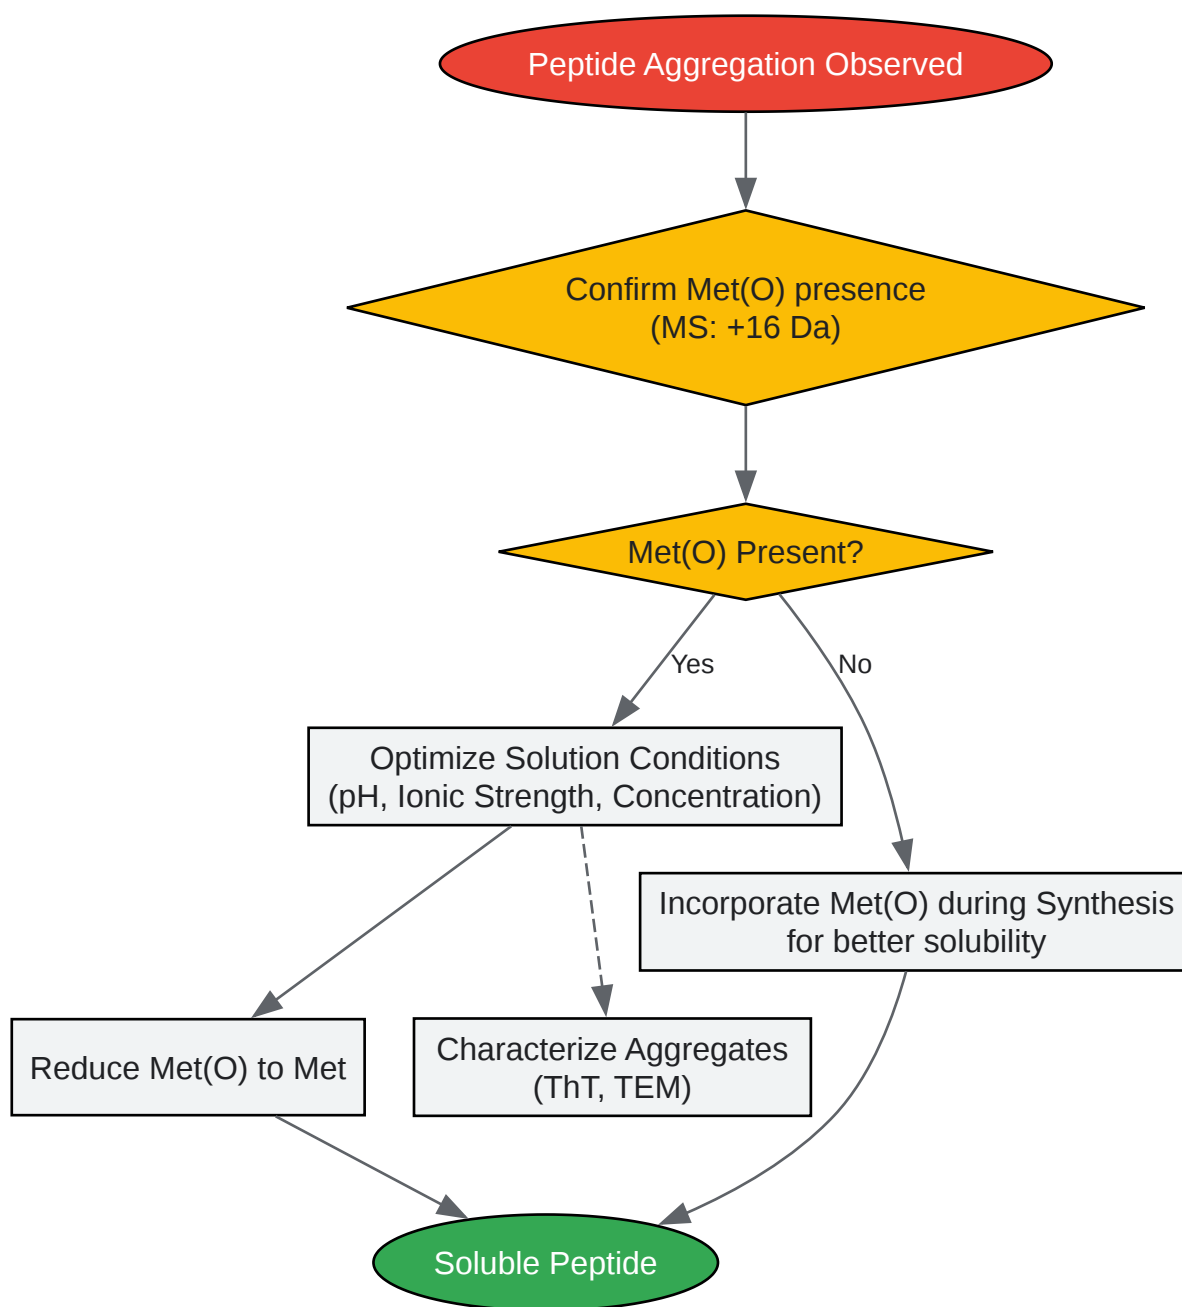 Peptide Aggregation Observed
Confirm Met(O) presence
(MS: +16 Da)
Met(O) Present?
Yes
No
Optimize Solution Conditions
(pH, Ionic Strength, Concentration)
Incorporate Met(O) during Synthesis
for better solubility
Reduce Met(O) to Met
Characterize Aggregates
(ThT, TEM)
Soluble Peptide